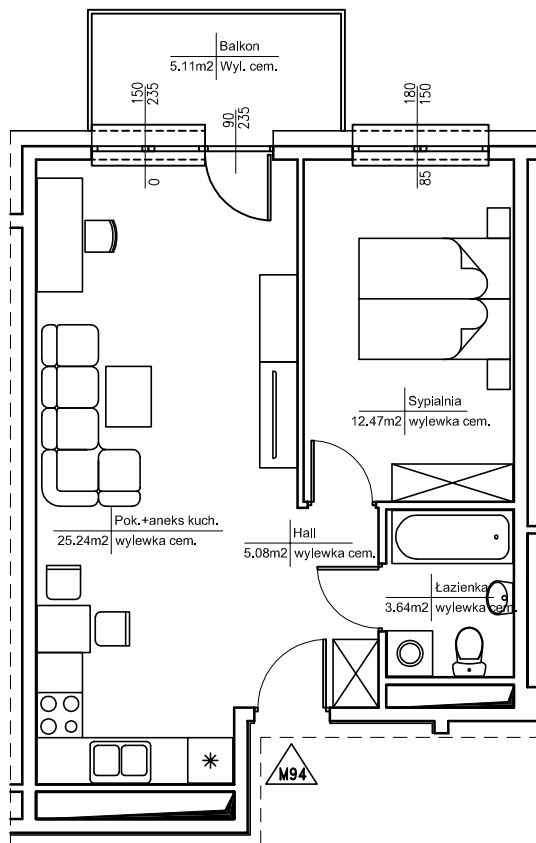 Balkon
5.11m2 Wyl. cem.
150
235
90
235
0
180
150
85
Sypialnia
12.47m2 wylewka cem.
Pok.+aneks kuch.
25.24m2 wylewka cem.
Hall
5.08m2 wylewka cem.
Łazienka
3.64m2 wylewka cem.
M94